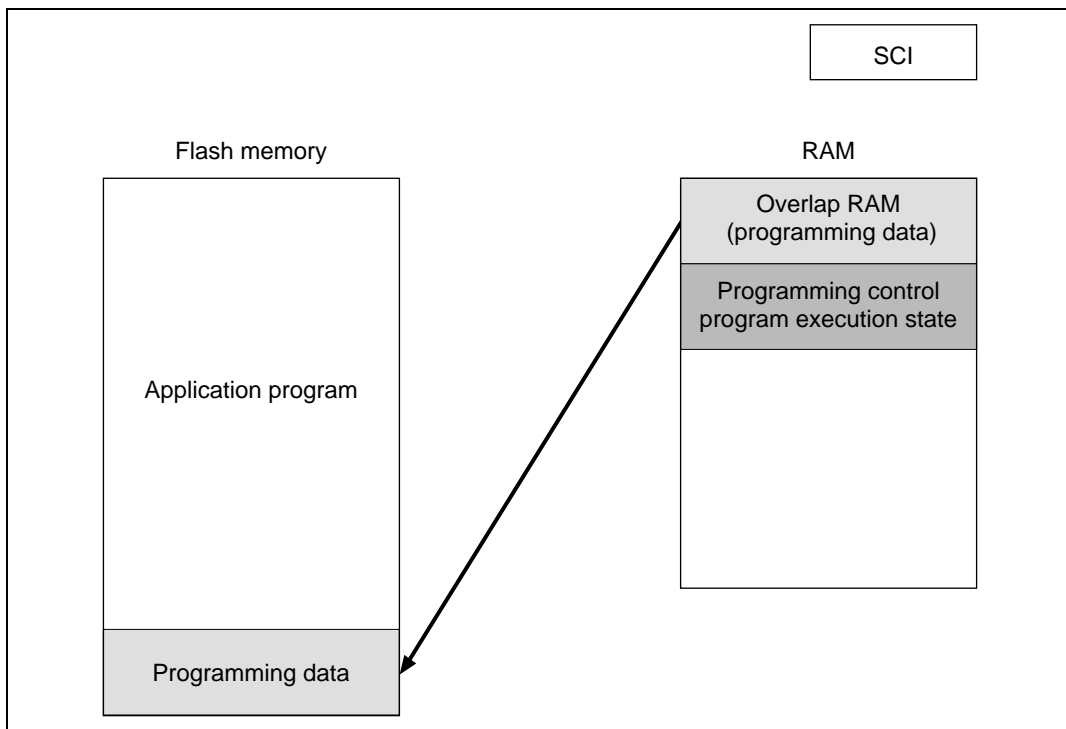 SCI
Flash memory
RAM
Overlap RAM
(programming data)
Programming control
program execution state
Application program
Programming data